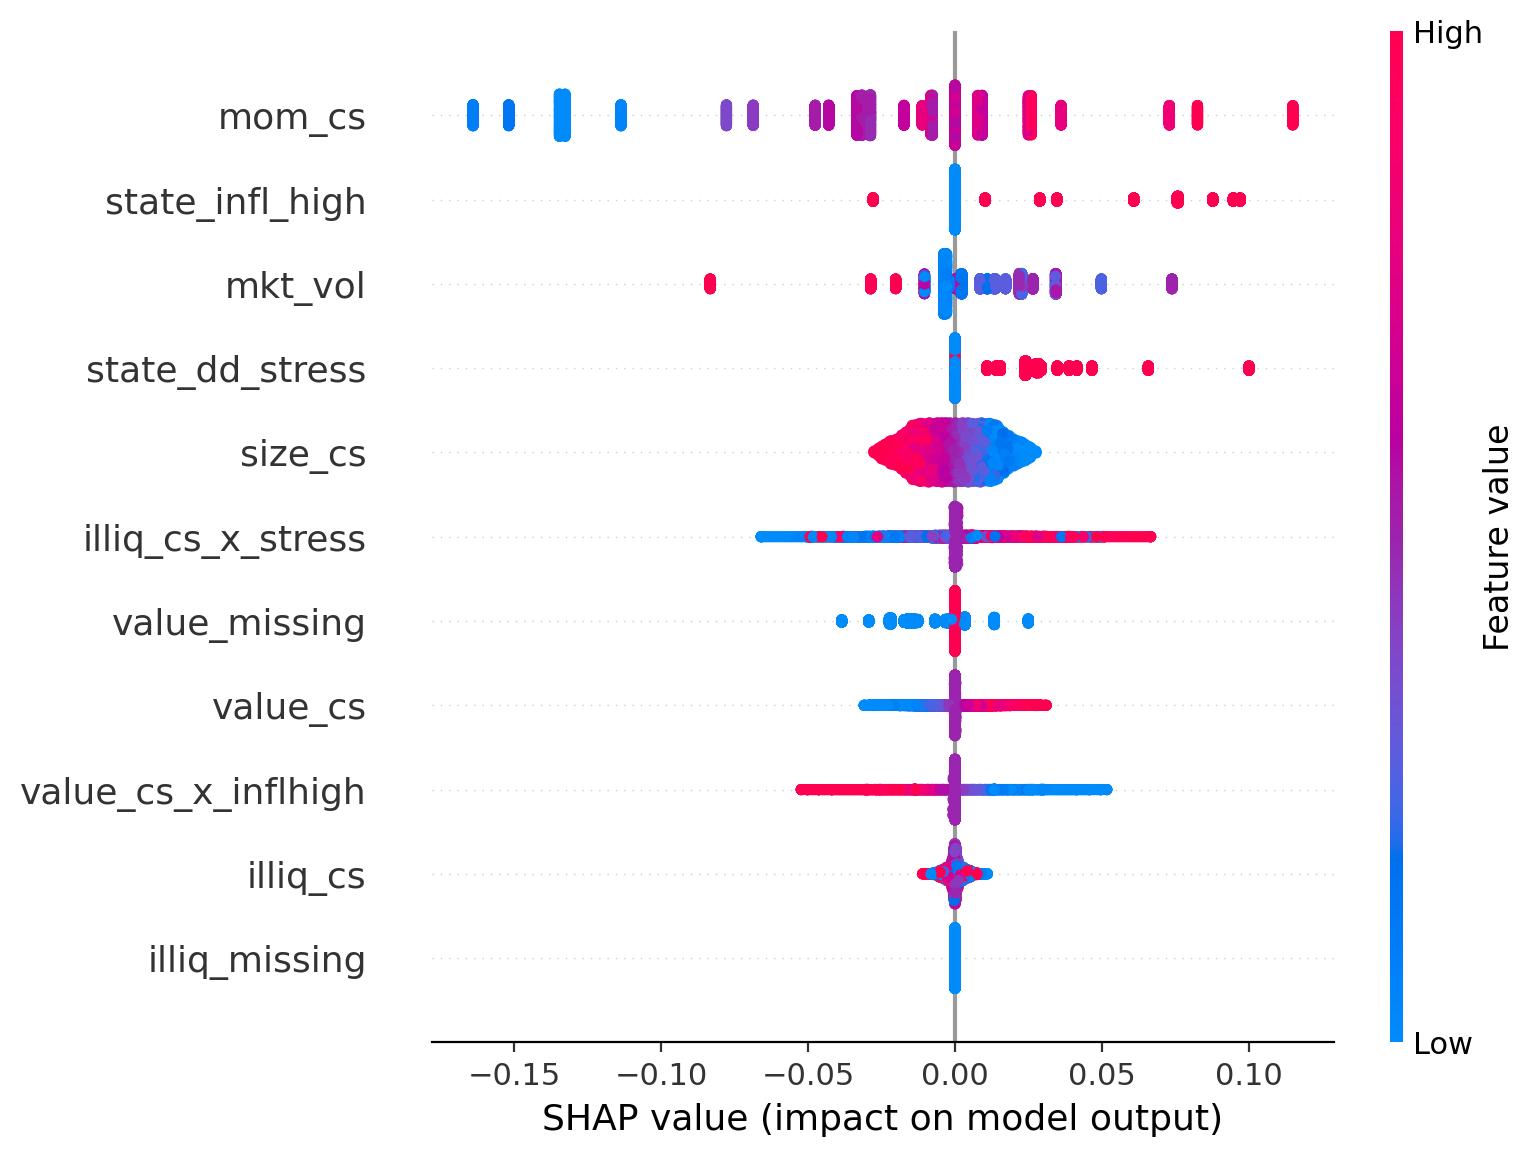 High
mom_cs
state_infl_high
mkt_vol
state_dd_stress
size_cs
illiq_cs_x_stress
value_missing
value_cs
value_cs_x_inflhigh
illiq_cs
illiq_missing
Feature value
Low
−0.15 −0.10 −0.05 0.00 0.05 0.10
SHAP value (impact on model output)